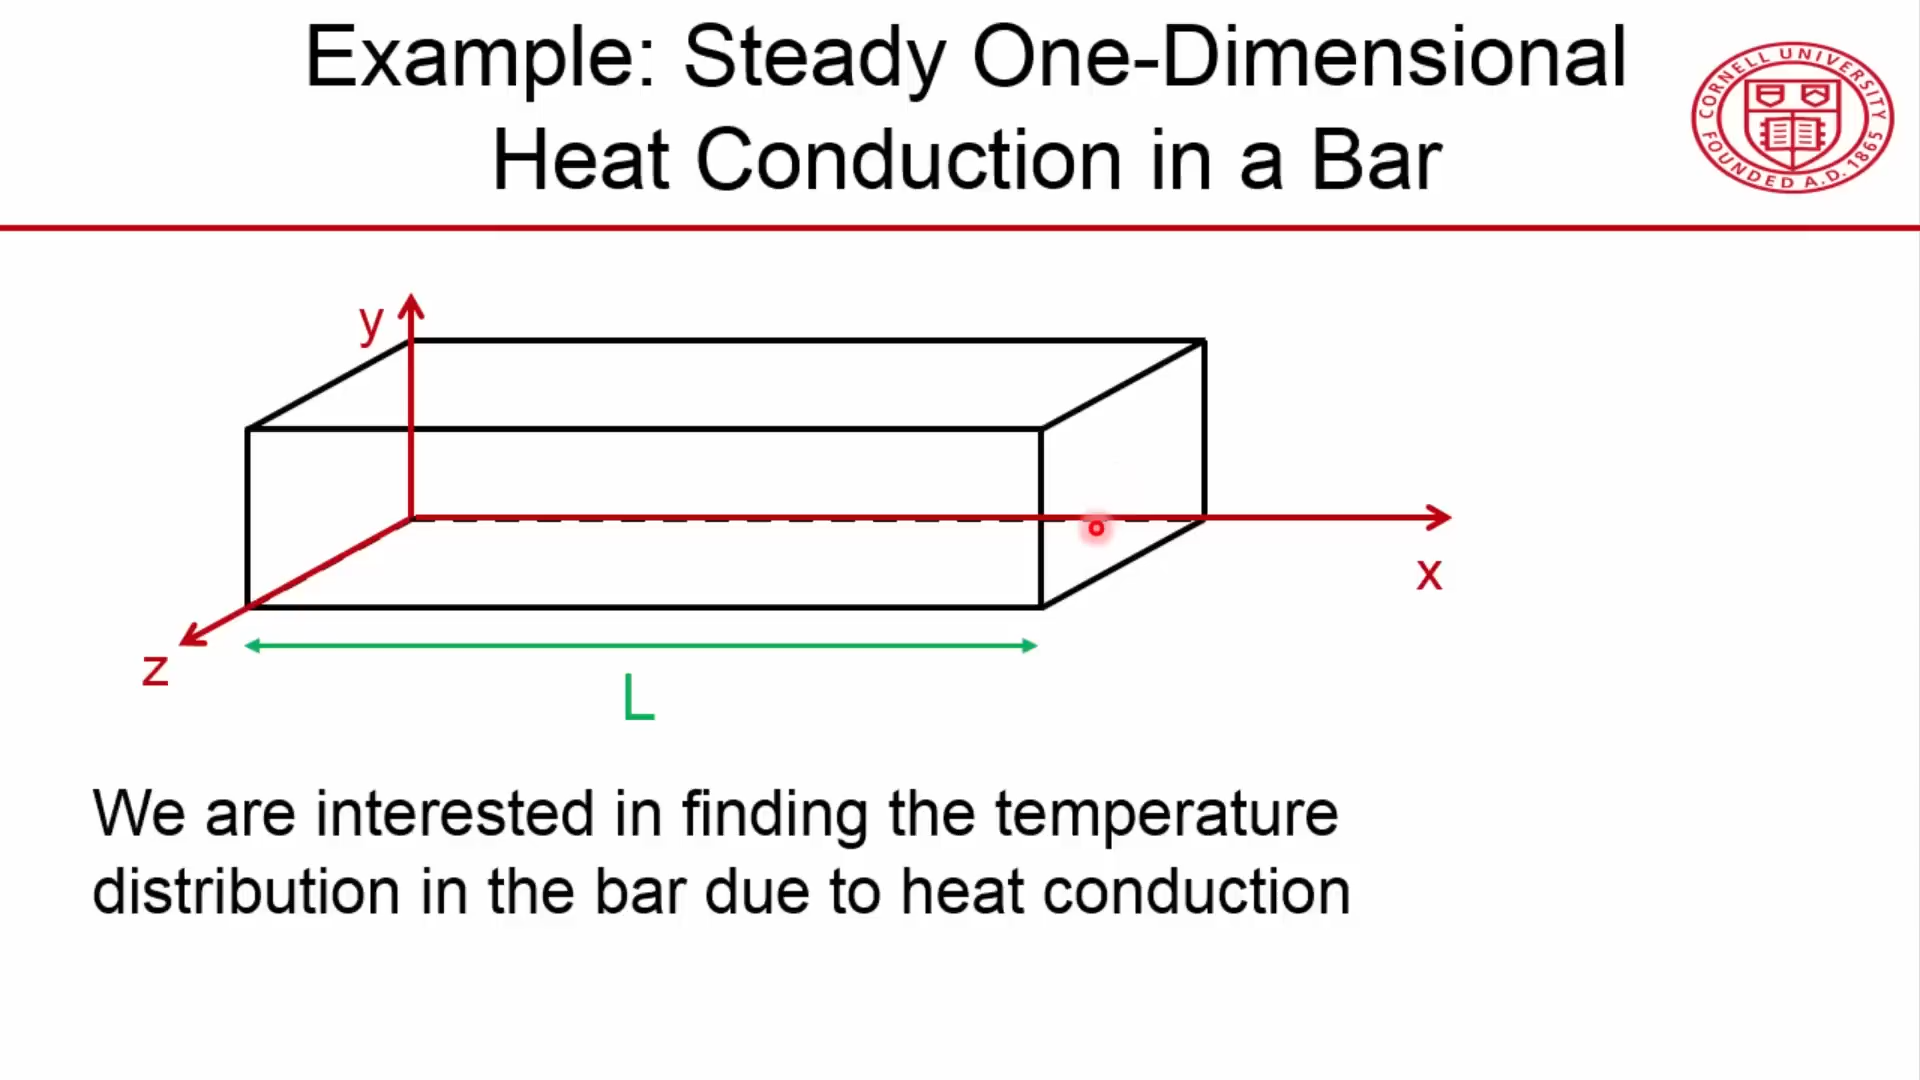 Example: Steady One-Dimensional
Heat Conduction in a Bar
CORNELL UNIVERSITY
FOUNDED A.D. 1865
y
x
z
L
We are interested in finding the temperature
distribution in the bar due to heat conduction